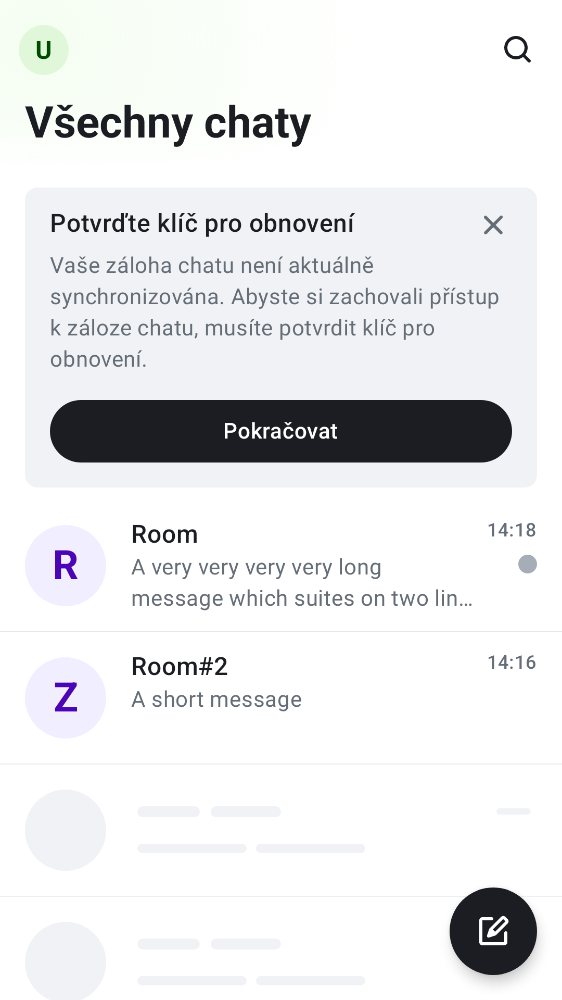 U
Všechny chaty
Potvrďte klíč pro obnovení
Vaše záloha chatu není aktuálně
synchronizována. Abyste si zachovali přístup
k záloze chatu, musíte potvrdit klíč pro
obnovení.
Pokračovat
R
Room
14:18
A very very very very long
message which suites on two lin…
Z
Room#2
14:16
A short message